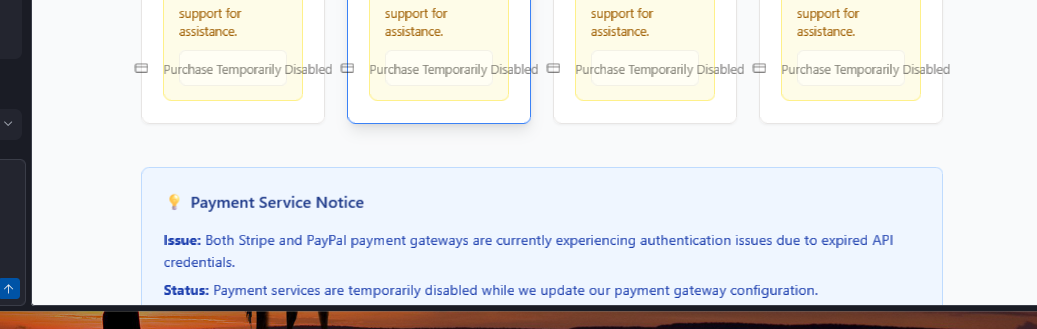 support for
assistance.
Purchase Temporarily Disabled
support for
assistance.
Purchase Temporarily Disabled
support for
assistance.
Purchase Temporarily Disabled
support for
assistance.
Purchase Temporarily Disabled
Payment Service Notice
Issue: Both Stripe and PayPal payment gateways are currently experiencing authentication issues due to expired API
credentials.
Status: Payment services are temporarily disabled while we update our payment gateway configuration.